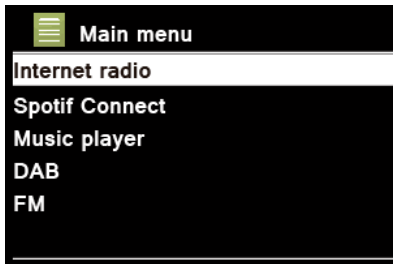 Main menu
Internet radio
Spotif Connect
Music player
DAB
FM